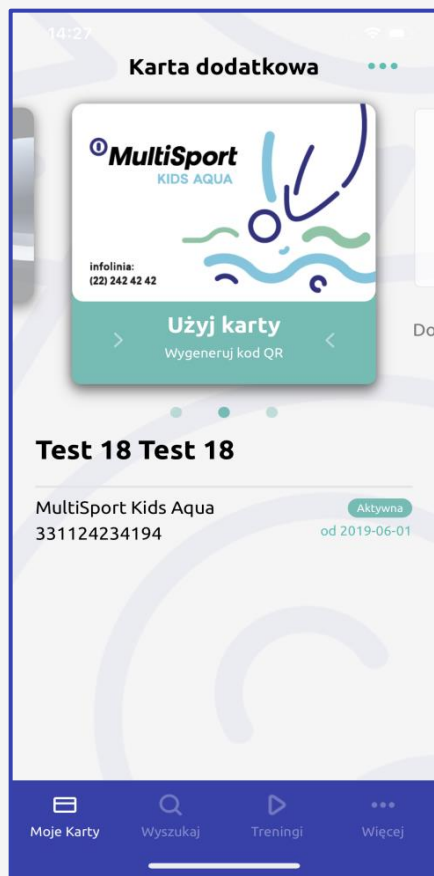 14:27
Karta dodatkowa
MultiSport
KIDS AQUA
infolinia:
(22) 242 42 42
Użyj karty
Wygeneruj kod QR
Do
Test 18 Test 18
MultiSport Kids Aqua
Aktywna
331124234194
od 2019-06-01
Moje Karty
Wyszukaj
Treningi
Więcej